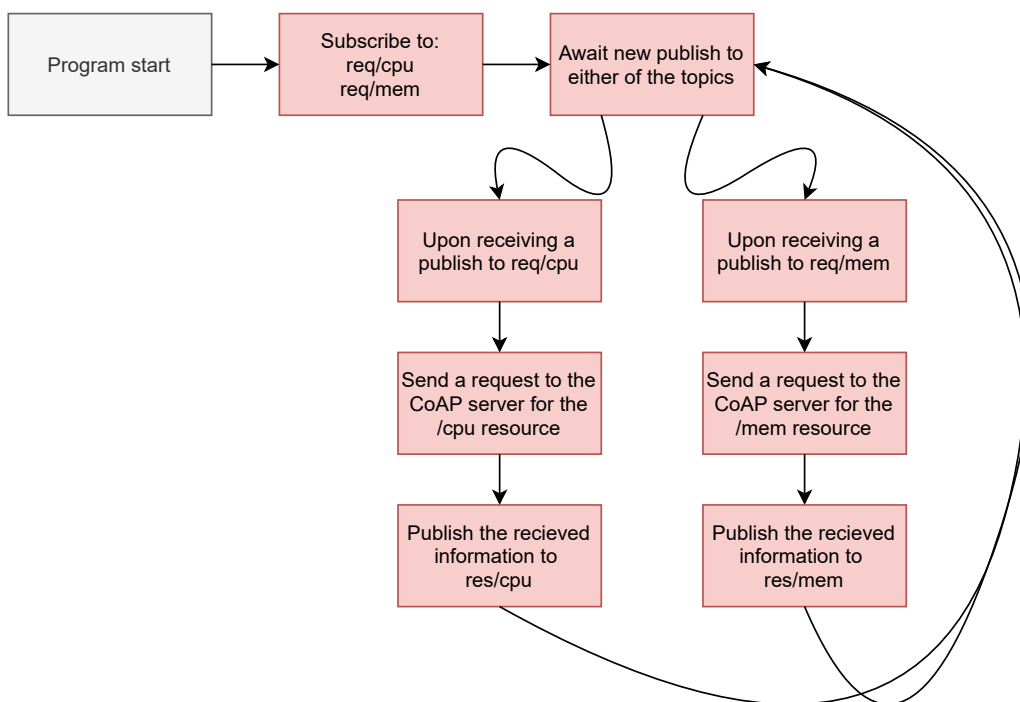 Program start
Subscribe to:
req/cpu
req/mem
Await new publish to
either of the topics
Upon receiving a
publish to req/cpu
Upon receiving a
publish to req/mem
Send a request to the
CoAP server for the
/cpu resource
Send a request to the
CoAP server for the
/mem resource
Publish the recieved
information to
res/cpu
Publish the recieved
information to
res/mem